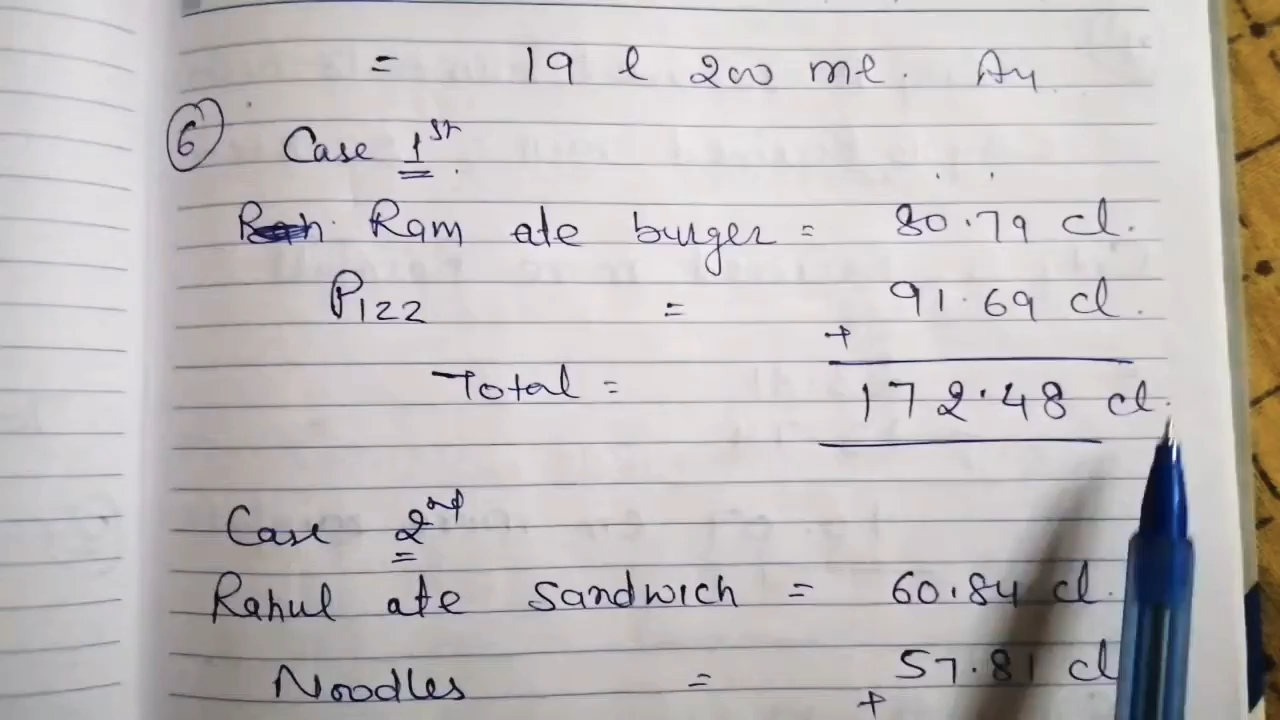 = 19 l 200 ml. Ay
6 Case 1st.
Ram ate burger = 80.79 cl.
Pizz = 91.69 cl.
+
Total = 172.48 cl.
Case 2nd
Rahul ate sandwich = 60.84 cl.
Noodles = 57.81 cl
+